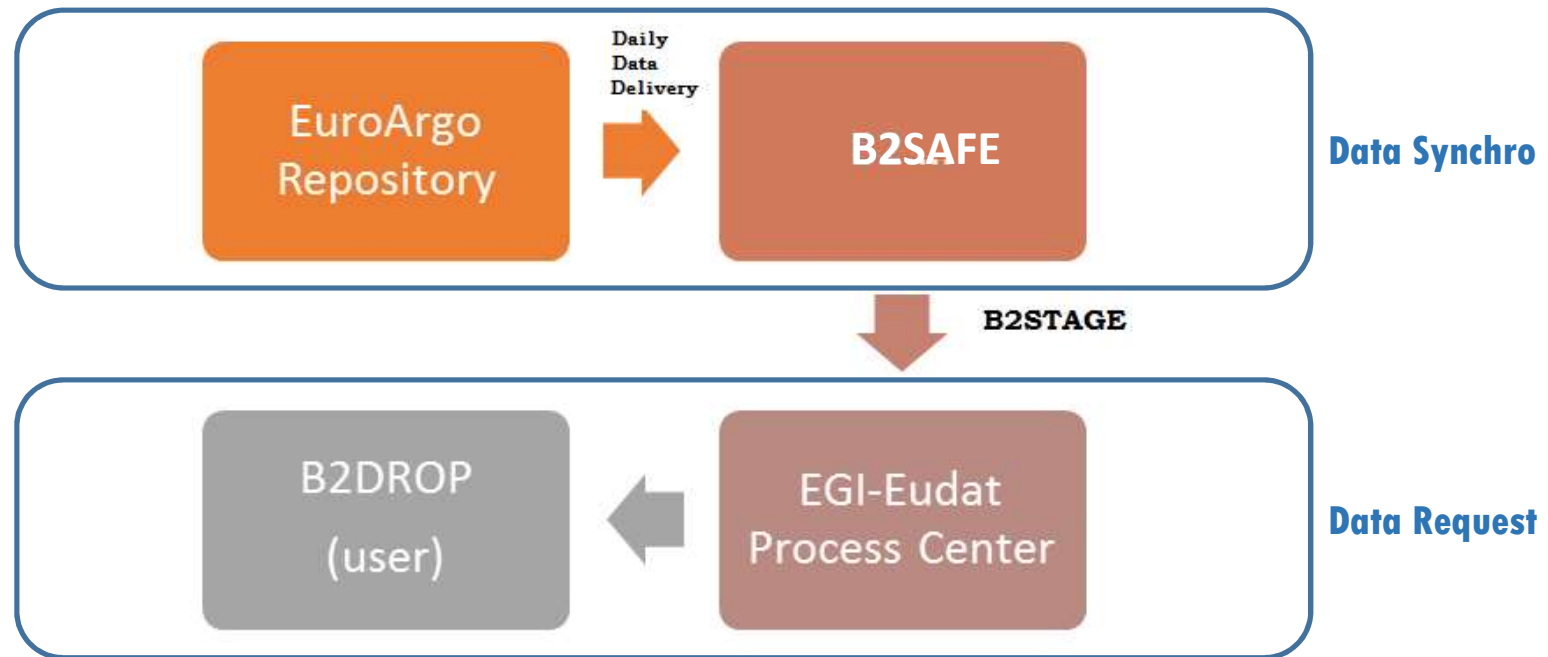 Daily
Data
Delivery
EuroArgo
Repository
B2SAFE
Data Synchro
B2STAGE
B2DROP
(user)
EGI-Eudat
Process Center
Data Request